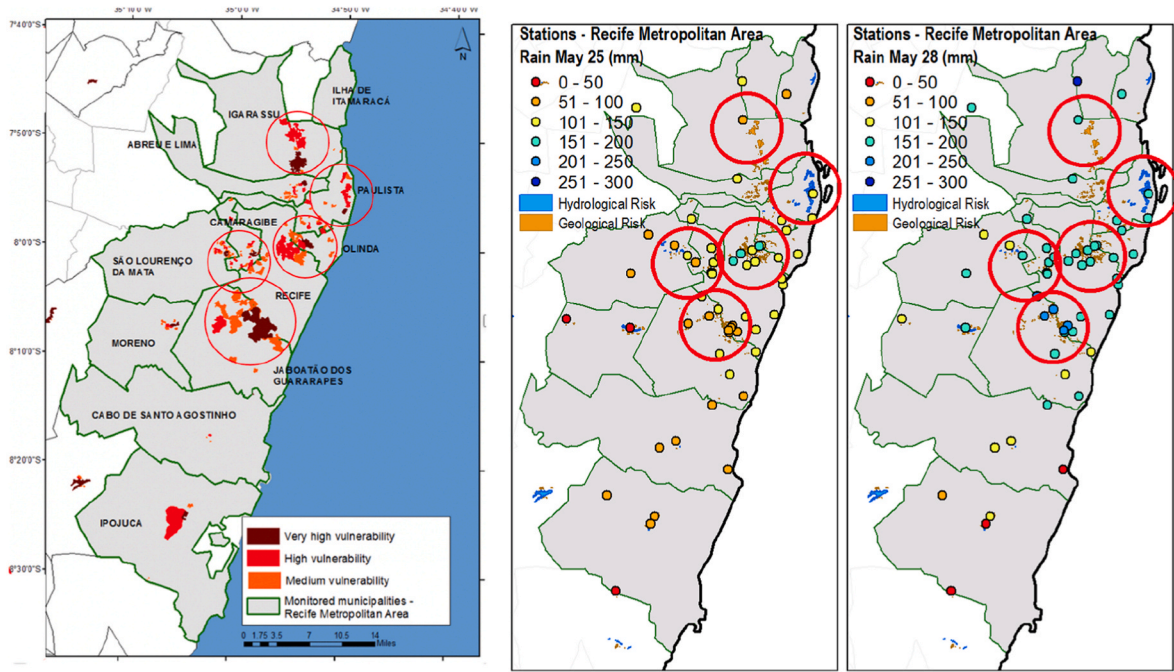 35°10'0"S
35°0'0"S
34°50'0"S
34°40'0"S
7°40'0"S
7°50'0"S
8°0'0"S
8°10'0"S
8°20'0"S
8°30'0"S
N
ILHA DE
ITAMARACÁ
IGARASSU
ABREU E LIMA
PAULISTA
CAMARAGIBE
OLINDA
SÃO LOURENÇO
DA MATA
RECIFE
MORENO
JABOATÃO DOS
GUARARAPES
CABO DE SANTO AGOSTINHO
IPOJUCA
Very high vulnerability
High vulnerability
Medium vulnerability
Monitored municipalities -
Recife Metropolitan Area
0 1.75 3.5 7 10.5 14
Miles
Stations - Recife Metropolitan Area
Rain May 25 (mm)
0 - 50
51 - 100
101 - 150
151 - 200
201 - 250
251 - 300
Hydrological Risk
Geological Risk
Stations - Recife Metropolitan Area
Rain May 28 (mm)
0 - 50
51 - 100
101 - 150
151 - 200
201 - 250
251 - 300
Hydrological Risk
Geological Risk